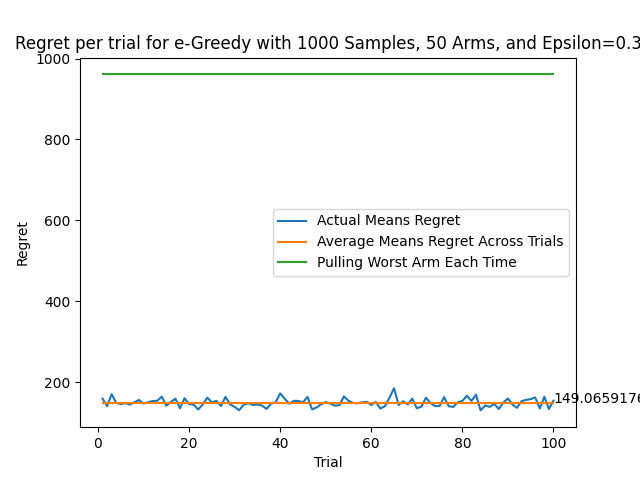 Regret per trial for e-Greedy with 1000 Samples, 50 Arms, and Epsilon=0.3
1000
800
600
400
200
Regret
Actual Means Regret
Average Means Regret Across Trials
Pulling Worst Arm Each Time
149.0659176
0
20
40
60
80
100
Trial